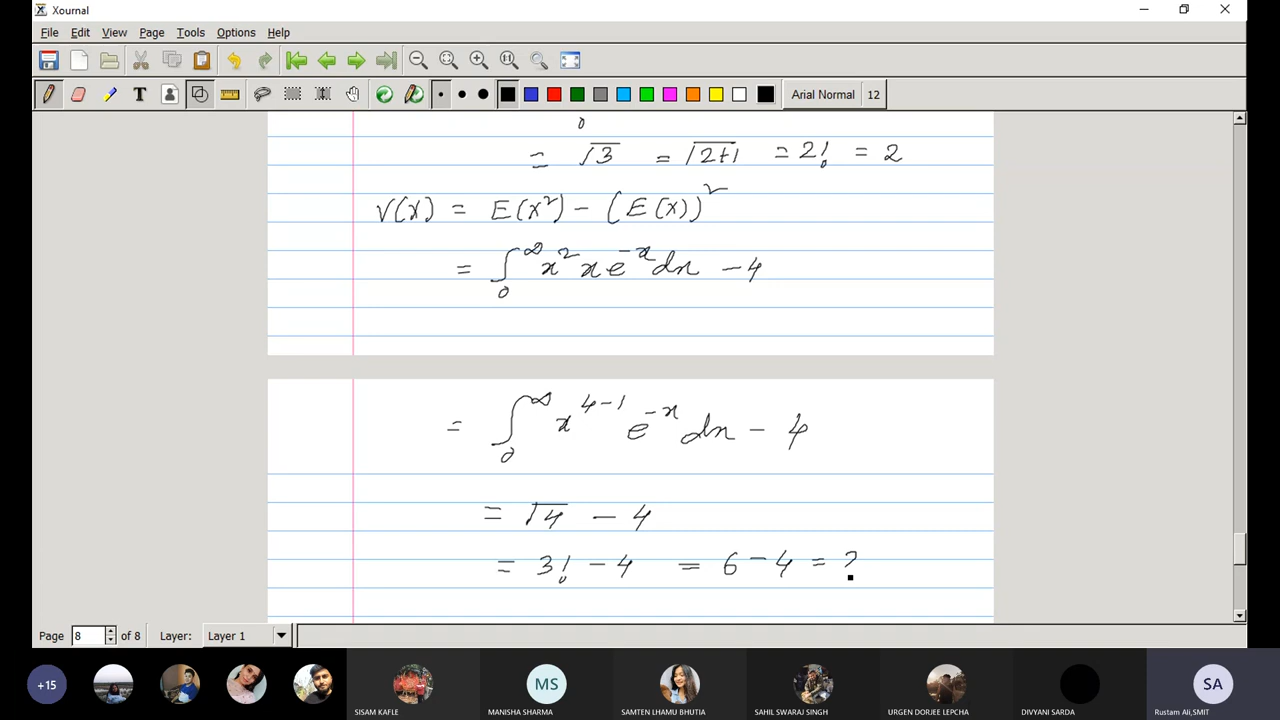 Xournal
File Edit View Page Tools Options Help
T Arial Normal 12
0
= √3 = √2+1 = 2! = 2
V(x) = E(x²) - (E(x))²
= ∫₀^∞ x² x e^-x dx - 4
= ∫₀^∞ x^4-1 e^-x dx - 4
= √4 - 4
= 3! - 4 = 6 - 4 = 2
Page 8 of 8 Layer: Layer 1
+15 MS SA
SISAM KAFLE MANISHA SHARMA SAMTEN LHAMU BHUTIA SAHIL SWARAJ SINGH URGEN DORJEE LEPCHA DIVYANI SARDA Rustam Ali,SMIT